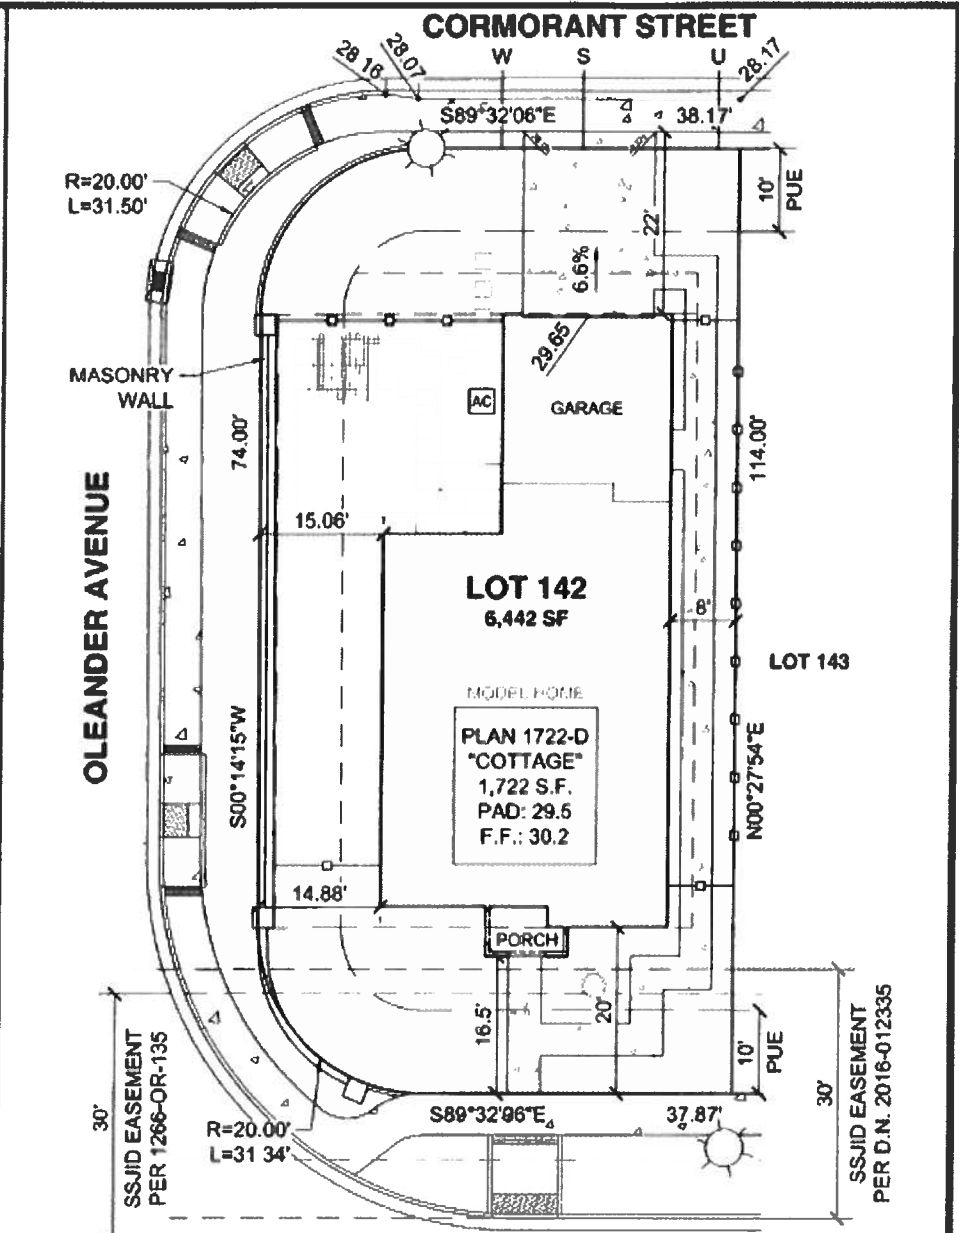 CORMORANT STREET
28.16
28.07
W
S
U
28.17
S89°32'06"E
38.17'
R=20.00'
L=31.50'
10'
PUE
22'
6.6%
29.65
MASONRY
WALL
AC
GARAGE
74.00'
114.00'
15.06'
OLEANDER AVENUE
LOT 142
6,442 SF
8'
LOT 143
MODEL HOME
PLAN 1722-D
"COTTAGE"
1,722 S.F.
PAD: 29.5
F.F.: 30.2
S00°14'15"W
N00°27'54"E
14.88'
PORCH
16.5'
20'
10'
PUE
30'
SSJID EASEMENT
PER 1266-OR-135
30'
SSJID EASEMENT
PER D.N. 2016-012335
S89°32'06"E
37.87'
R=20.00'
L=31 34'